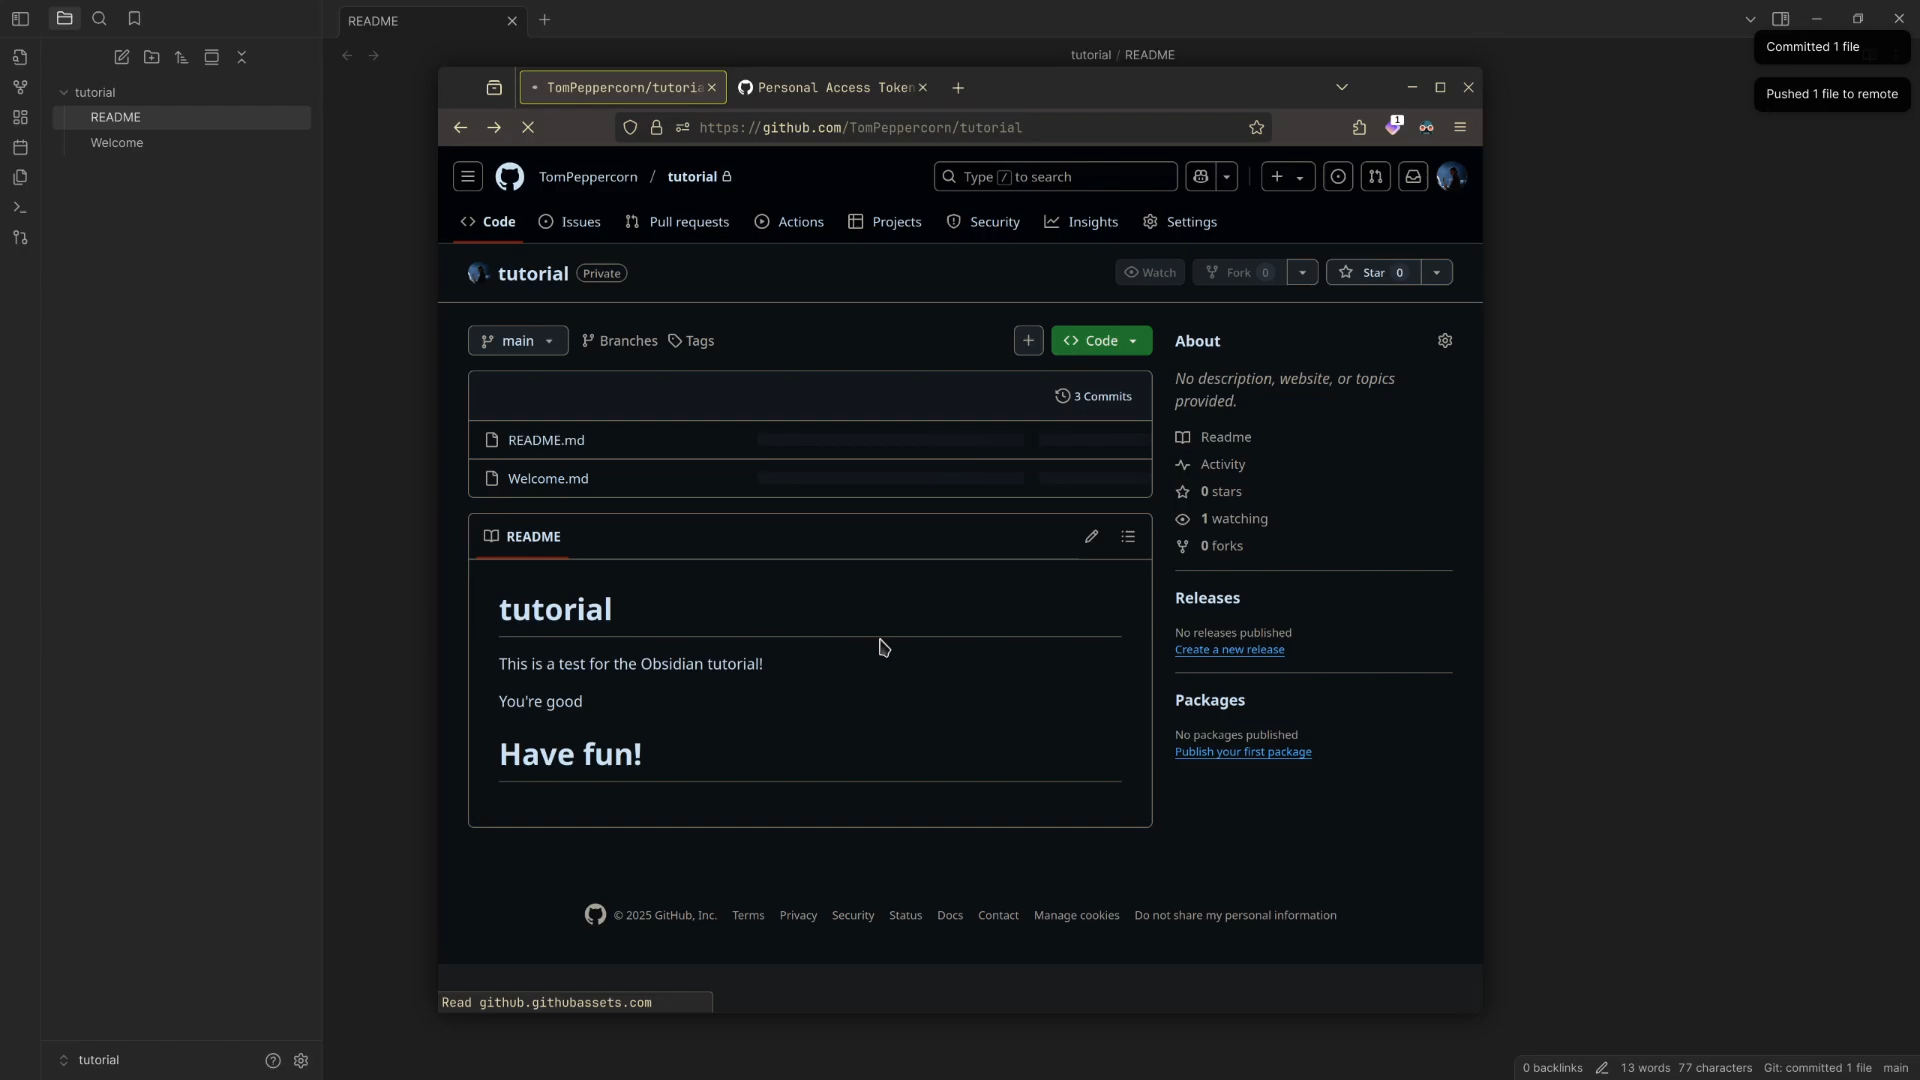 README
tutorial / README
Committed 1 file
Pushed 1 file to remote
tutorial
README
Welcome
TomPeppercorn/tutoria
Personal Access Token
https://github.com/TomPeppercorn/tutorial
1
TomPeppercorn / tutorial
Type / to search
Code
Issues
Pull requests
Actions
Projects
Security
Insights
Settings
tutorial Private
Watch
Fork 0
Star 0
main
Branches
Tags
Code
3 Commits
README.md
Welcome.md
README
tutorial
This is a test for the Obsidian tutorial!
You're good
Have fun!
About
No description, website, or topics
provided.
Readme
Activity
0 stars
1 watching
0 forks
Releases
No releases published
Create a new release
Packages
No packages published
Publish your first package
© 2025 GitHub, Inc. Terms Privacy Security Status Docs Contact Manage cookies Do not share my personal information
Read github.githubassets.com
tutorial
0 backlinks 13 words 77 characters Git: committed 1 file main